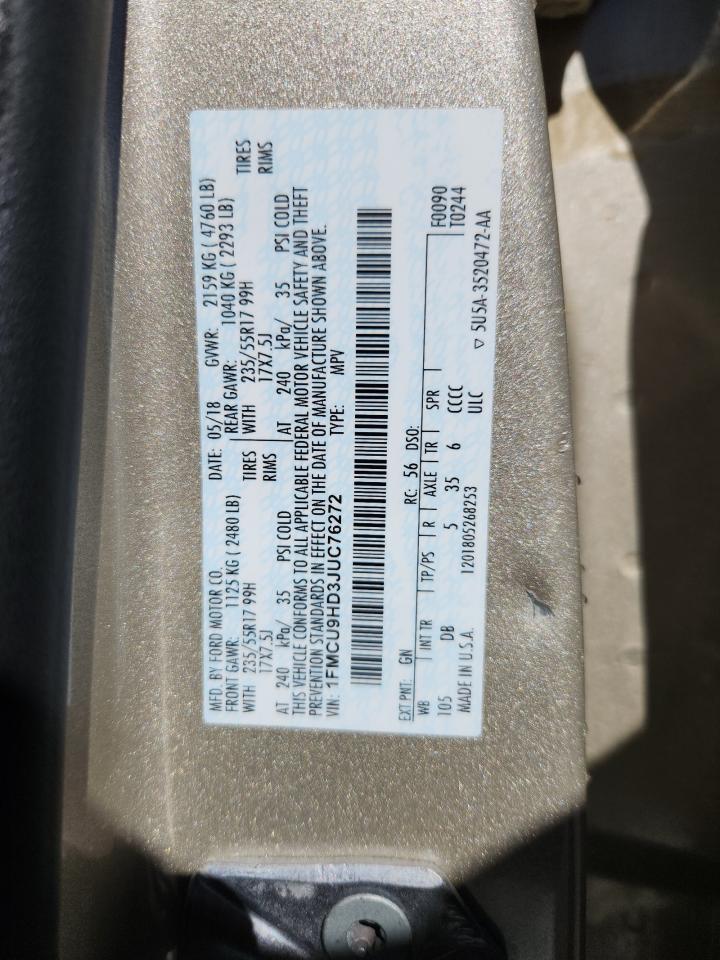 MFD. BY FORD MOTOR CO. DATE: 05/18 GVWR: 2159 KG ( 4760 LB)
FRONT GAWR: 1125 KG ( 2480 LB) REAR GAWR: 1040 KG ( 2293 LB)
WITH 235/55R17 99H TIRES WITH 235/55R17 99H TIRES
17X7.5J RIMS 17X7.5J RIMS
AT 240 kPa/ 35 PSI COLD AT 240 kPa/ 35 PSI COLD
THIS VEHICLE CONFORMS TO ALL APPLICABLE FEDERAL MOTOR VEHICLE SAFETY AND THEFT
PREVENTION STANDARDS IN EFFECT ON THE DATE OF MANUFACTURE SHOWN ABOVE.
VIN: 1FMCU9HD3JUC76272 TYPE: MPV
EXT PNT: GN RC: 56 DSO: F0090
WB INT TR TP/PS R AXLE TR SPR T0244
105 DB 5 35 6 CCCC
MADE IN U.S.A. 1201805268253 ULC ▽ 5U5A-3520472-AA